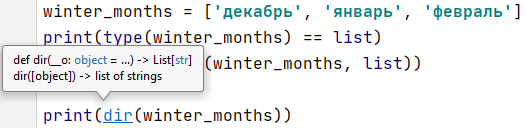 winter_months = ['декабрь', 'январь', 'февраль']
print(type(winter_months) == list)
def dir(__o: object = ...) -> List[str]
dir([object]) -> list of strings
(winter_months, list))
print(dir(winter_months))